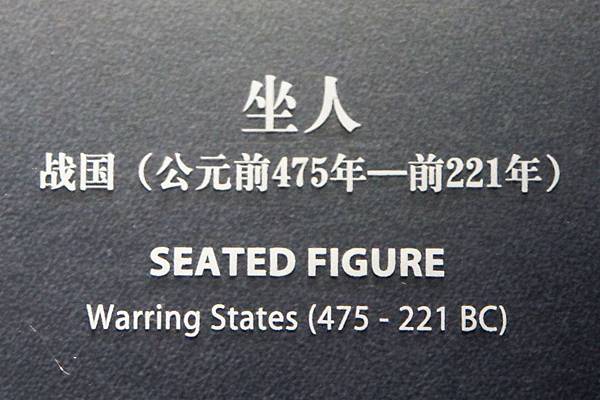 坐人
战国（公元前475年—前221年）
SEATED FIGURE
Warring States (475 - 221 BC)